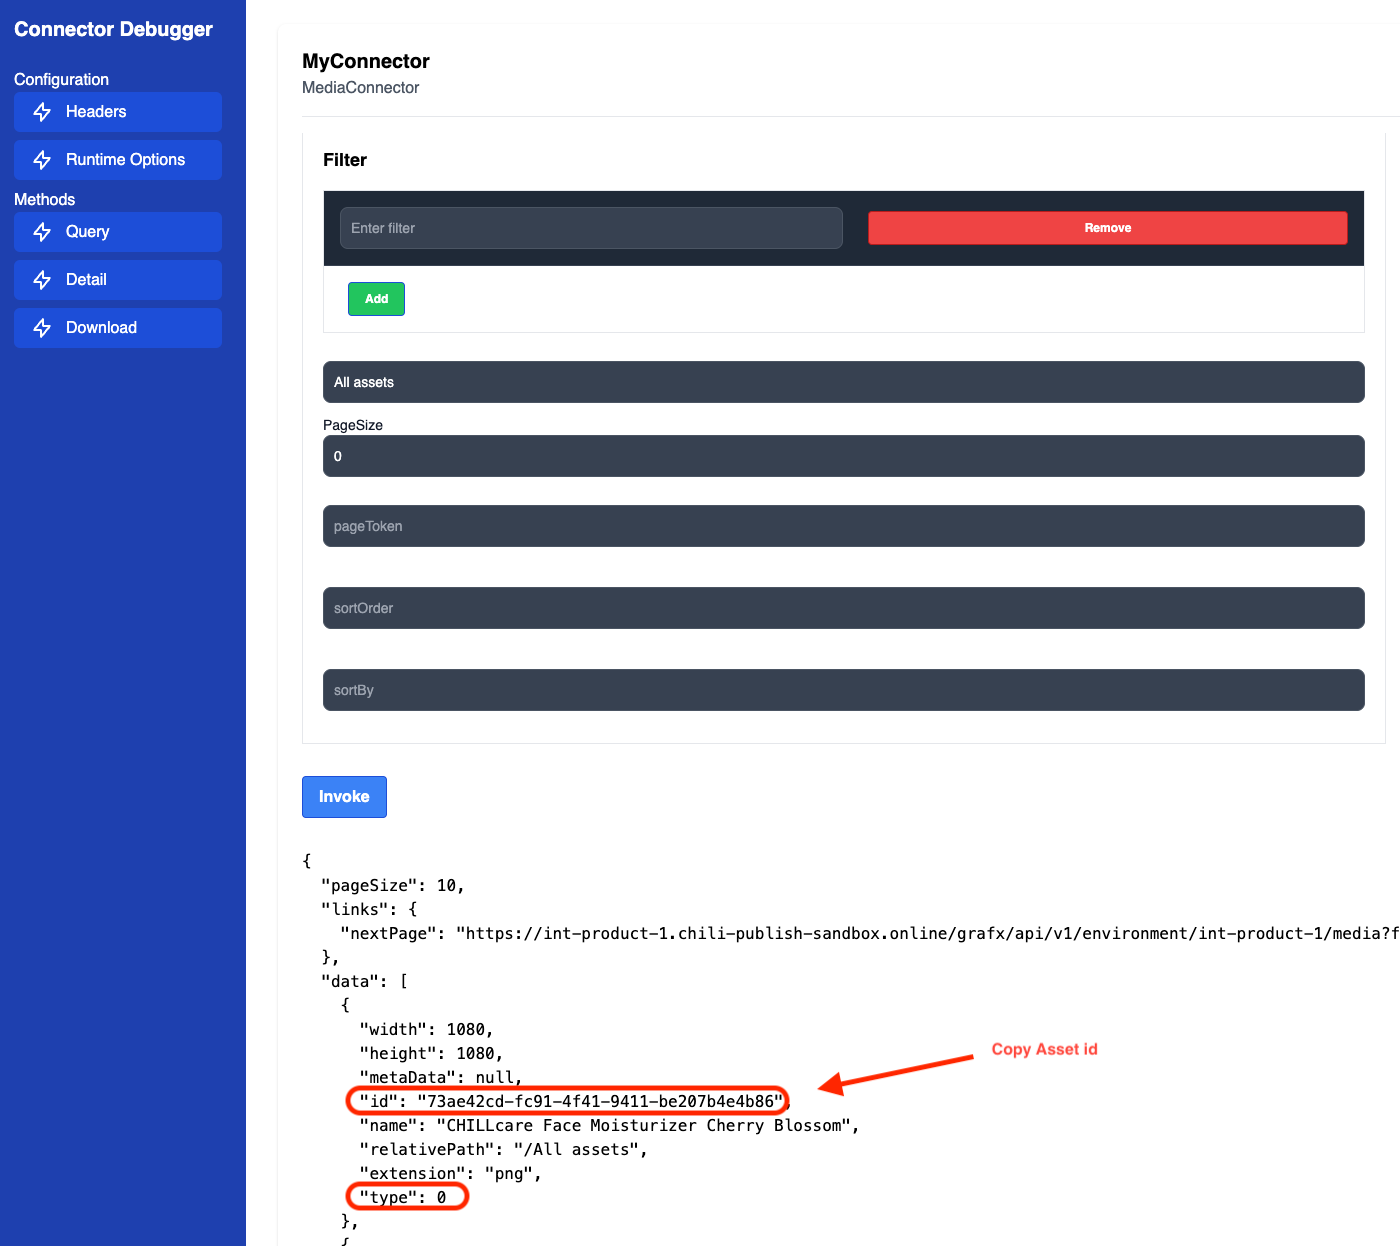 Connector Debugger
Configuration
Headers
Runtime Options
Methods
Query
Detail
Download
MyConnector
MediaConnector
Filter
Enter filter
Remove
Add
All assets
PageSize
0
pageToken
sortOrder
sortBy
Invoke
{
"pageSize": 10,
"links": {
"nextPage": "https://int-product-1.chili-publish-sandbox.online/grafx/api/v1/environment/int-product-1/media?f
},
"data": [
{
"width": 1080,
"height": 1080,
"metaData": null,
Copy Asset id
"id": "73ae42cd-fc91-4f41-9411-be207b4e4b86",
"name": "CHILLcare Face Moisturizer Cherry Blossom",
"relativePath": "/All assets",
"extension": "png",
"type": 0
},
{